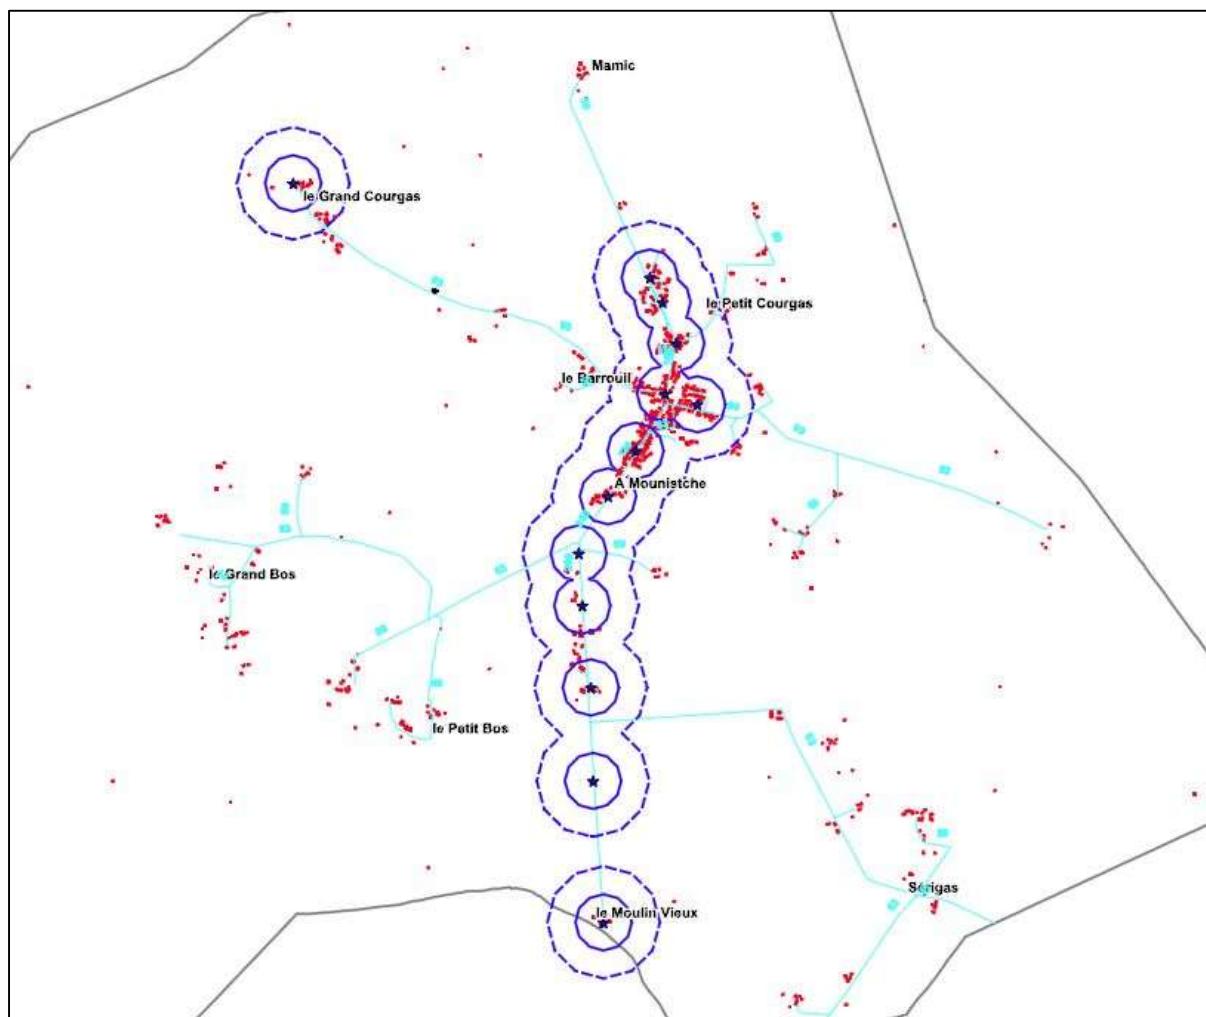 Mamic
le Grand Courgas
le Petit Courgas
le Barrouil
A Mounistche
le Grand Bos
le Petit Bos
Sérigas
le Moulin Vieux